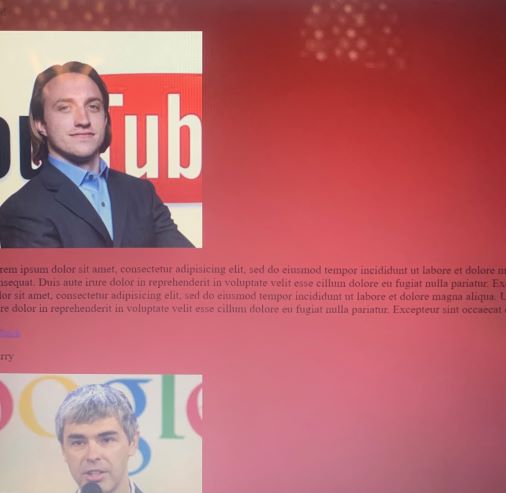 ou Tub
rem ipsum dolor sit amet, consectetur adipisicing elit, sed do eiusmod tempor incididunt ut labore et dolore m
nsequat. Duis aute irure dolor in reprehenderit in voluptate velit esse cillum dolore eu fugiat nulla pariatur. Ex
lor sit amet, consectetur adipisicing elit, sed do eiusmod tempor incididunt ut labore et dolore magna aliqua. U
re dolor in reprehenderit in voluptate velit esse cillum dolore eu fugiat nulla pariatur. Excepteur sint occaecat
Back
rry
oogle